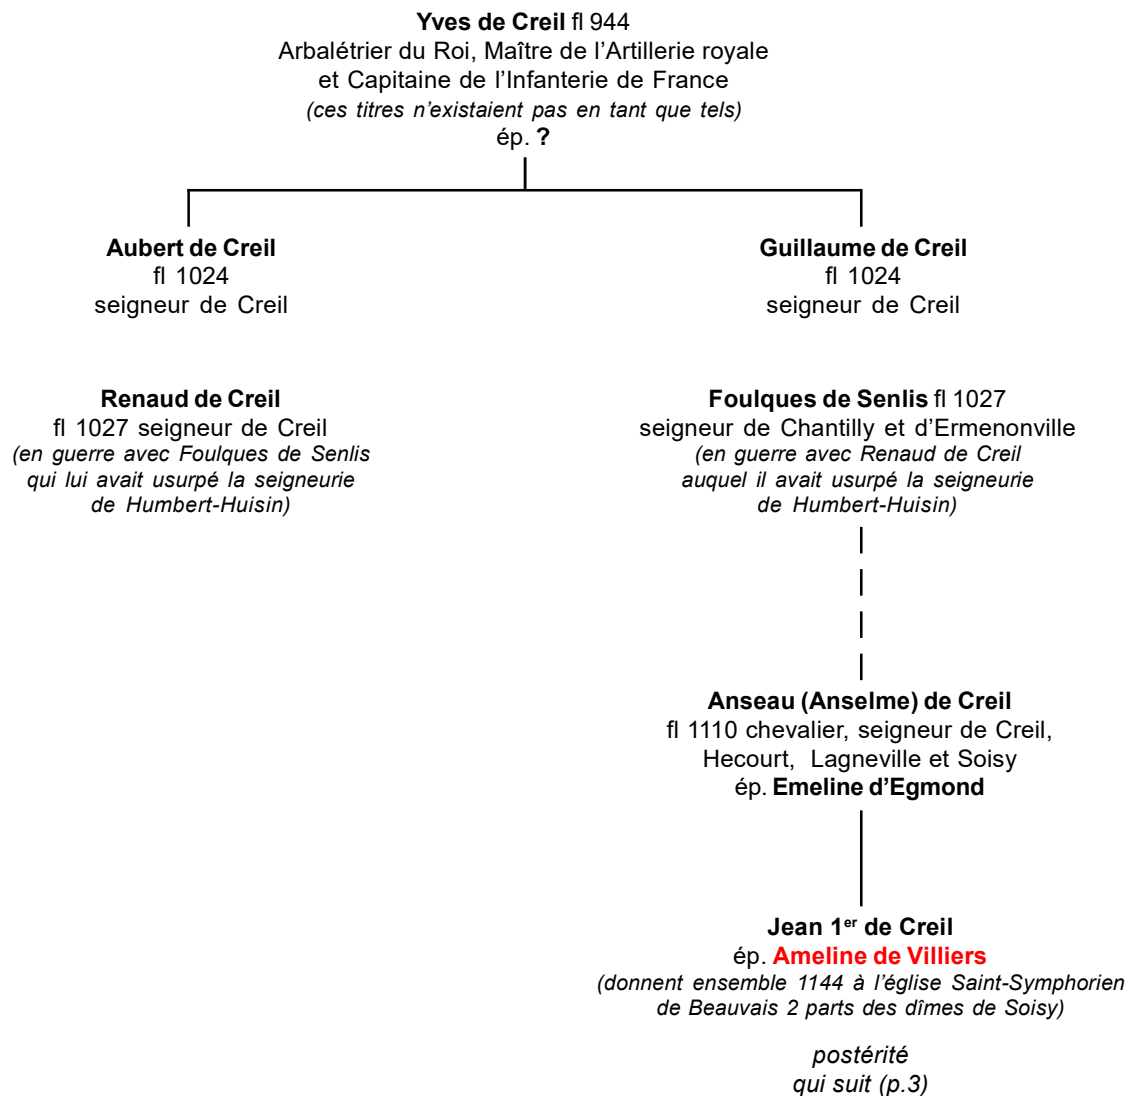 Yves de Creil fl 944
Arbalétrier du Roi, Maître de l'Artillerie royale
et Capitaine de l'Infanterie de France
(ces titres n'existaient pas en tant que tels)
ép. ?
Aubert de Creil
fl 1024
seigneur de Creil
Guillaume de Creil
fl 1024
seigneur de Creil
Renaud de Creil
fl 1027 seigneur de Creil
(en guerre avec Foulques de Senlis
qui lui avait usurpé la seigneurie
de Humbert-Huisin)
Foulques de Senlis fl 1027
seigneur de Chantilly et d'Ermenonville
(en guerre avec Renaud de Creil
auquel il avait usurpé la seigneurie
de Humbert-Huisin)
Anseau (Anselme) de Creil
fl 1110 chevalier, seigneur de Creil,
Hecourt, Lagneville et Soisy
ép. Emeline d'Egmond
Jean 1er de Creil
ép. Ameline de Villiers
(donnent ensemble 1144 à l'église Saint-Symphorien
de Beauvais 2 parts des dîmes de Soisy)
postérité
qui suit (p.3)